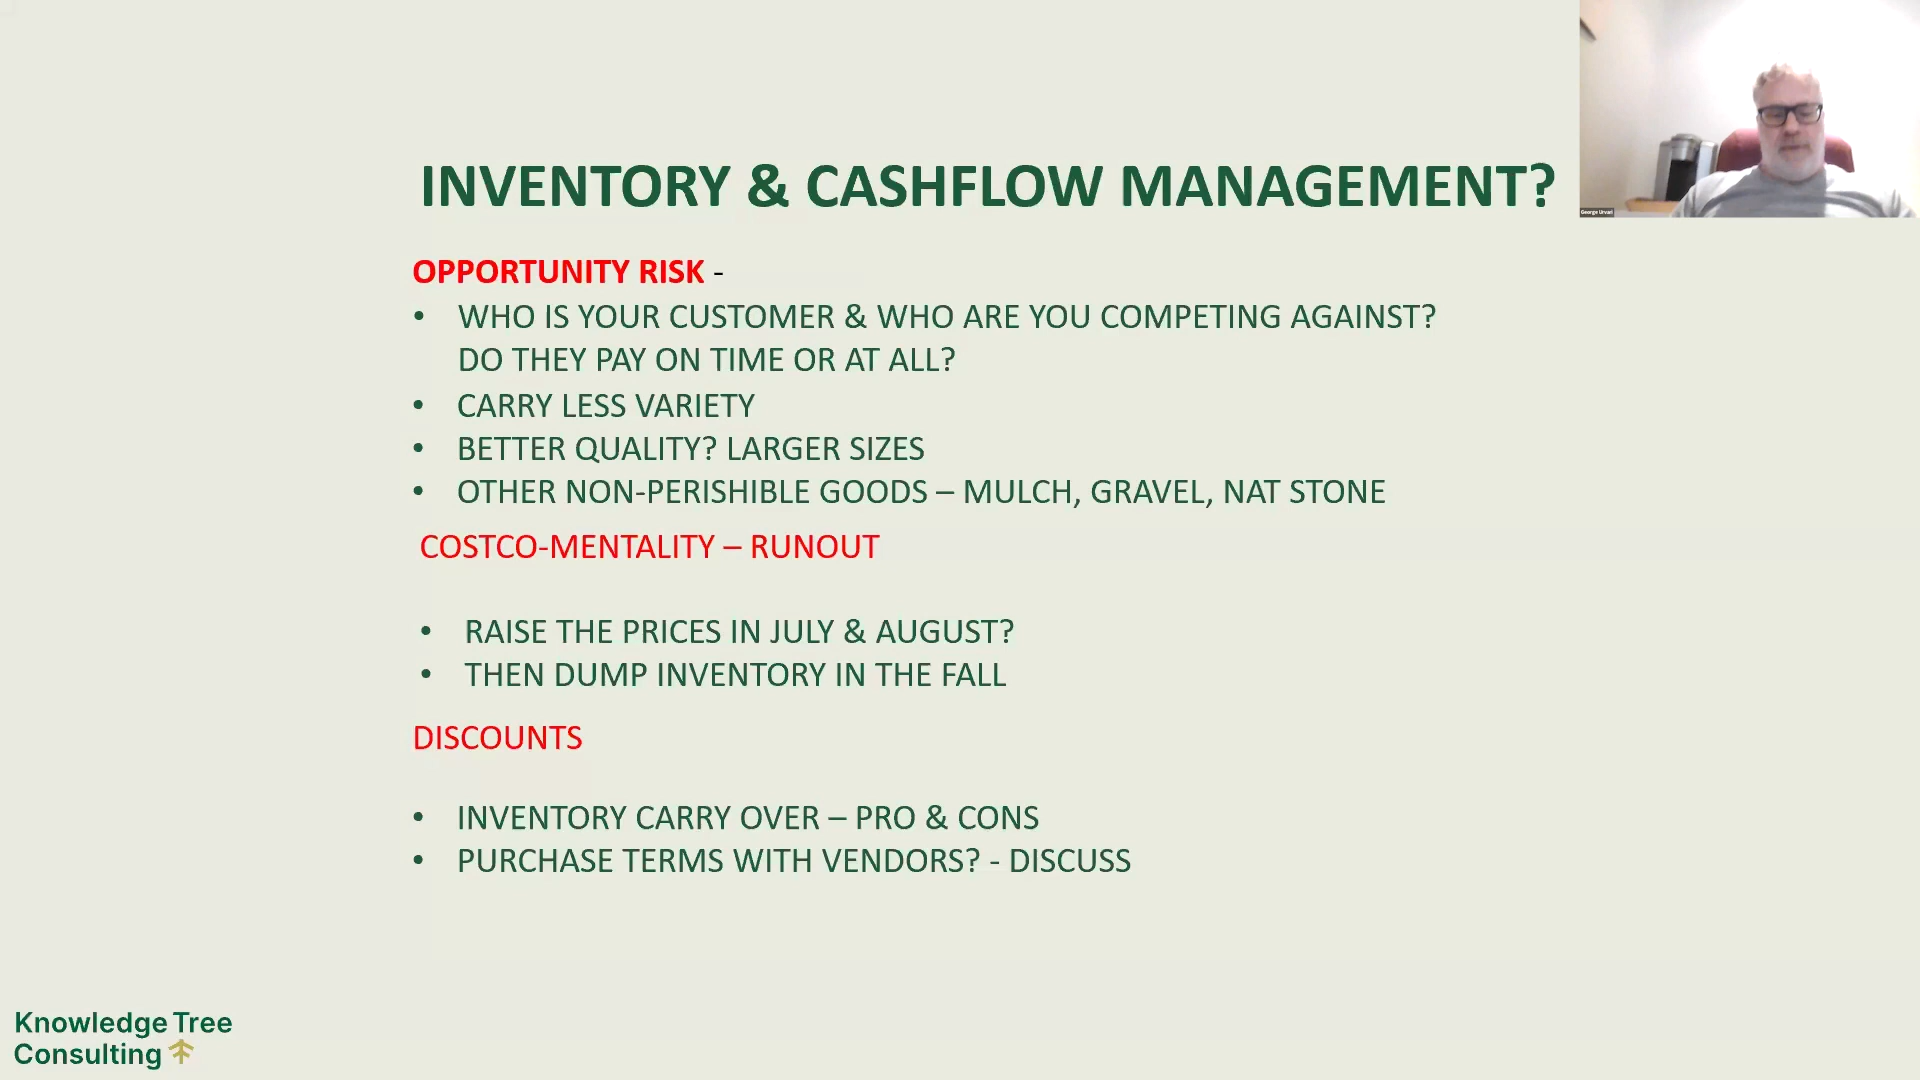 INVENTORY & CASHFLOW MANAGEMENT?
OPPORTUNITY RISK -
• WHO IS YOUR CUSTOMER & WHO ARE YOU COMPETING AGAINST?
DO THEY PAY ON TIME OR AT ALL?
• CARRY LESS VARIETY
• BETTER QUALITY? LARGER SIZES
• OTHER NON-PERISHIBLE GOODS – MULCH, GRAVEL, NAT STONE
COSTCO-MENTALITY – RUNOUT
• RAISE THE PRICES IN JULY & AUGUST?
• THEN DUMP INVENTORY IN THE FALL
DISCOUNTS
• INVENTORY CARRY OVER – PRO & CONS
• PURCHASE TERMS WITH VENDORS? - DISCUSS
Knowledge Tree
Consulting
George Urvari